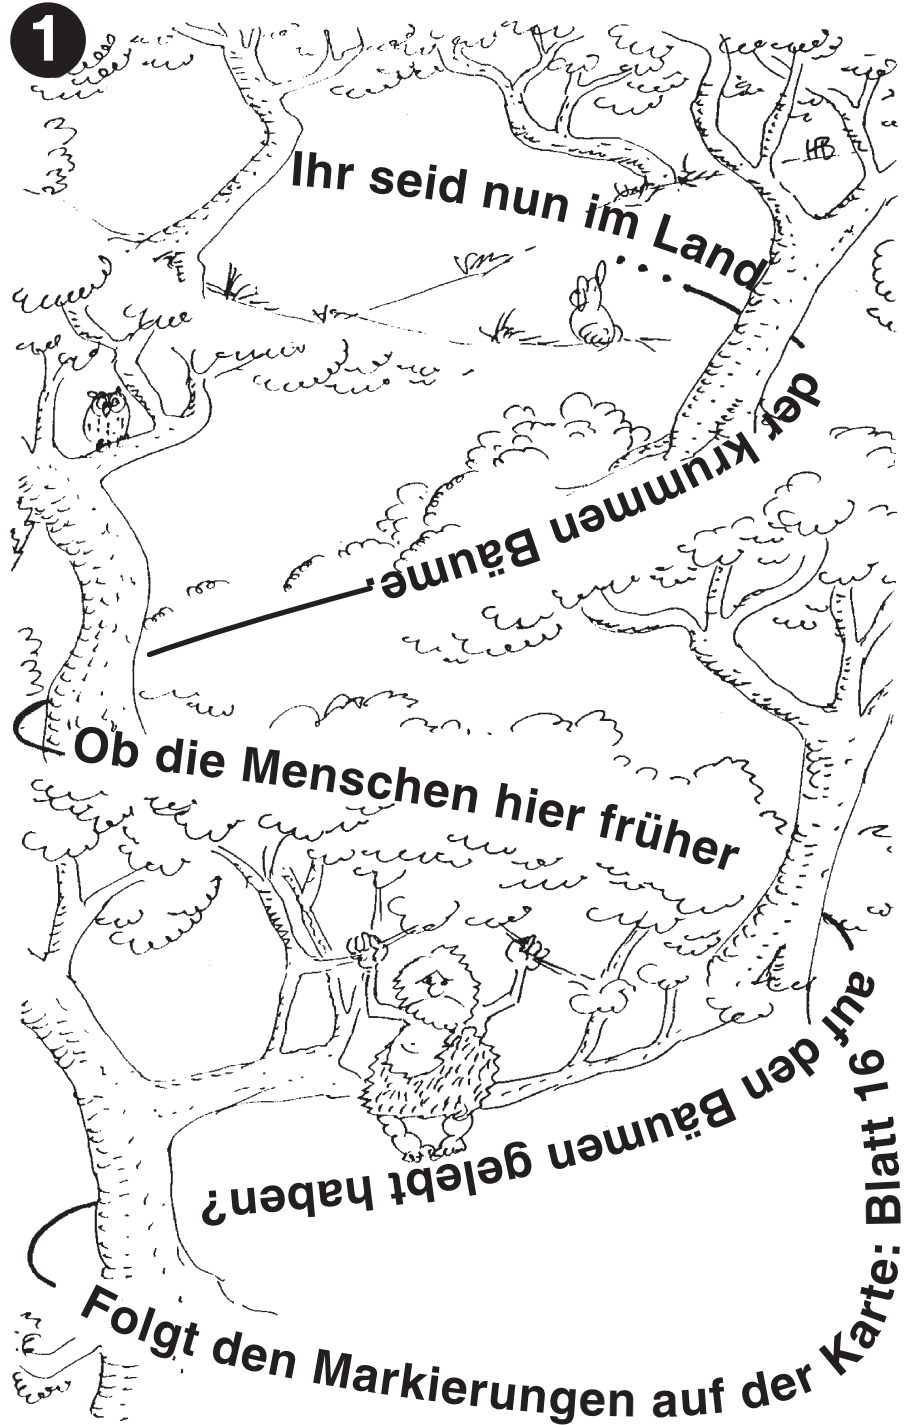 1
HB
Ihr seid nun im Land
der krummen Bäume.
Ob die Menschen hier früher
auf den Bäumen gelebt haben?
Folgt den Markierungen auf der Karte: Blatt 16